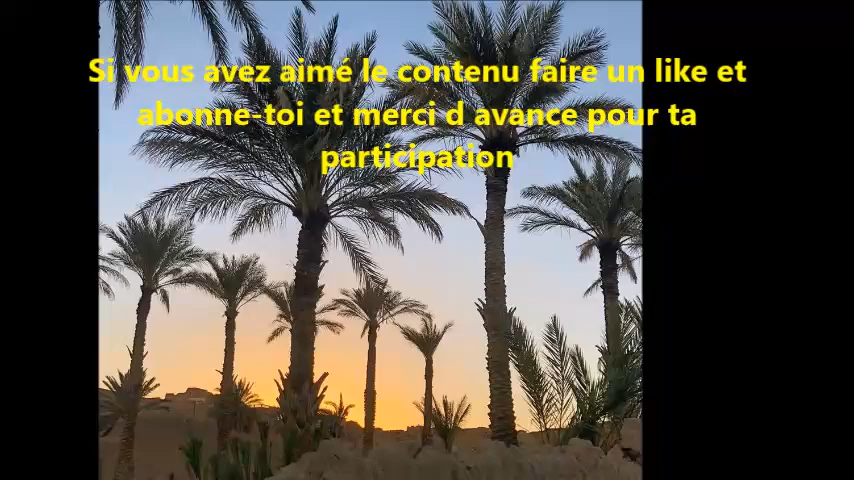 Si vous avez aimé le contenu faire un like et
abonne-toi et merci d avance pour ta
participation